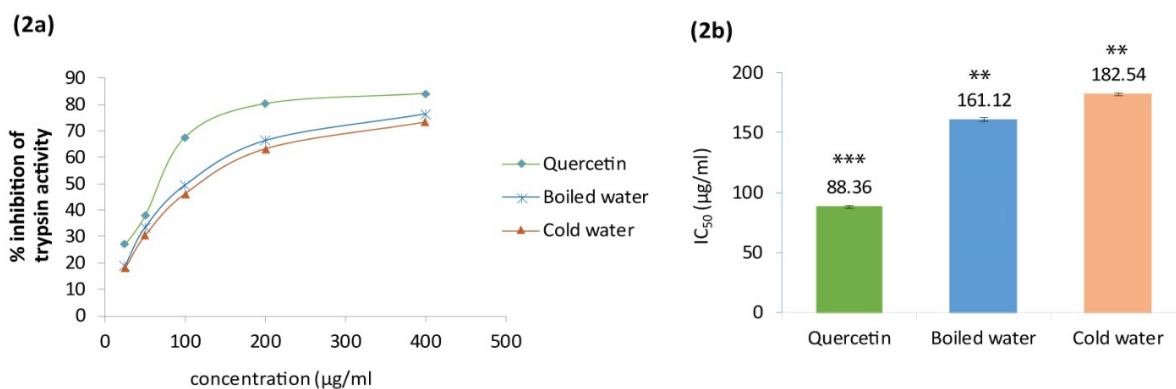 (2a)
% inhibition of
trypsin activity
90
80
70
60
50
40
30
20
10
0
0 100 200 300 400 500
concentration (µg/ml
Quercetin
Boiled water
Cold water
(2b)
IC50 (µg/ml)
200
150
100
50
0
***
88.36
**
161.12
**
182.54
Quercetin Boiled water Cold water